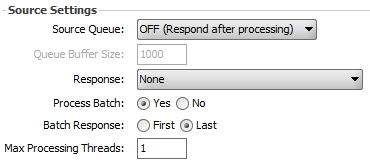 Source Settings
Source Queue: OFF (Respond after processing)
Queue Buffer Size: 1000
Response: None
Process Batch: Yes No
Batch Response: First Last
Max Processing Threads: 1